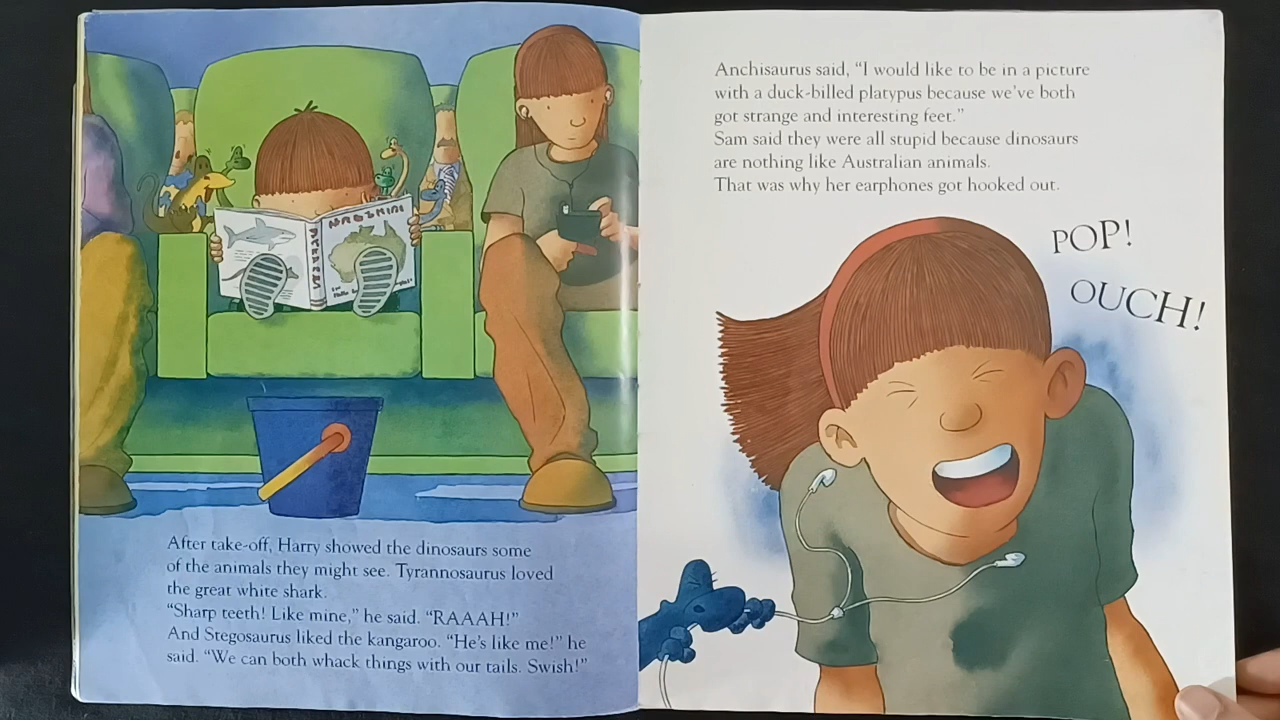 After take-off, Harry showed the dinosaurs some
of the animals they might see. Tyrannosaurus loved
the great white shark.
“Sharp teeth! Like mine,” he said. “RAAAH!”
And Stegosaurus liked the kangaroo. “He’s like me!” he
said. “We can both whack things with our tails. Swish!”
Anchisaurus said, “I would like to be in a picture
with a duck-billed platypus because we’ve both
got strange and interesting feet.”
Sam said they were all stupid because dinosaurs
are nothing like Australian animals.
That was why her earphones got hooked out.
POP!
OUCH!